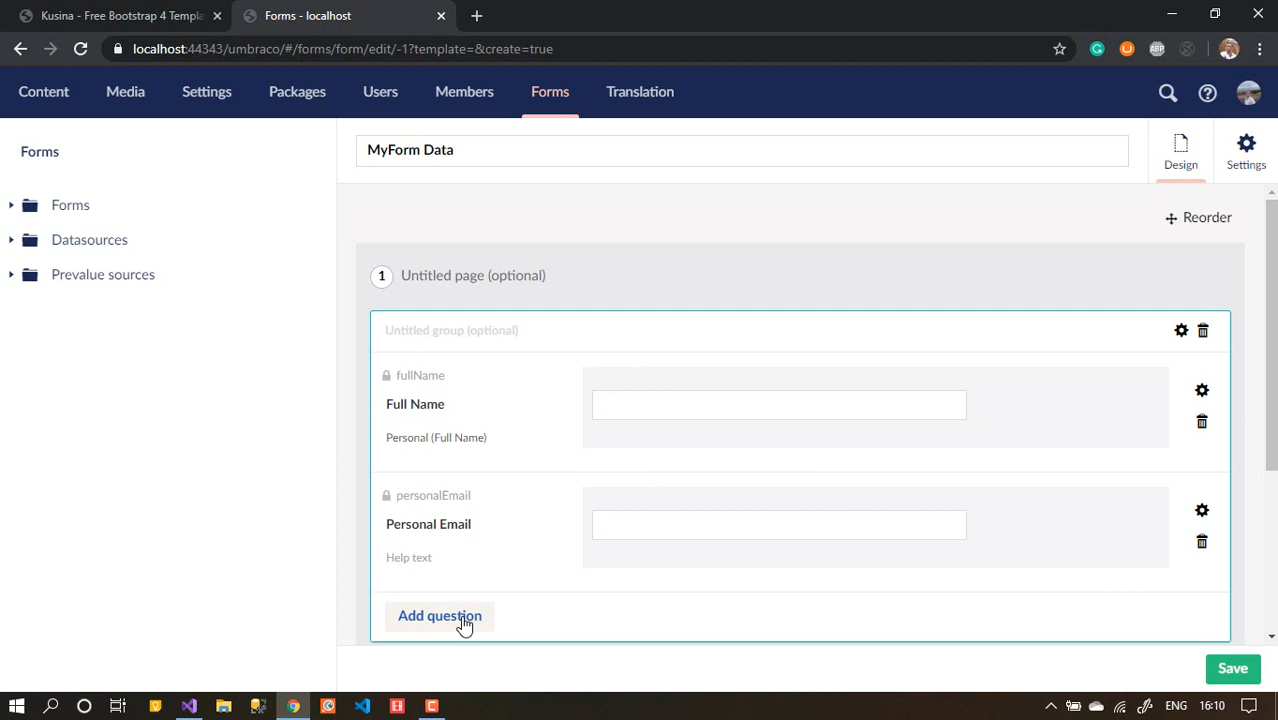 Kusina - Free Bootstrap 4 Templa
Forms - localhost
localhost:44343/umbraco/#/forms/form/edit/-1?template=&create=true
ABP
Content
Media
Settings
Packages
Users
Members
Forms
Translation
Forms
MyForm Data
Design
Settings
Forms
Datasources
Prevalue sources
Reorder
1
Untitled page (optional)
Untitled group (optional)
fullName
Full Name
Personal (Full Name)
personalEmail
Personal Email
Help text
Add question
Save
ENG
16:10